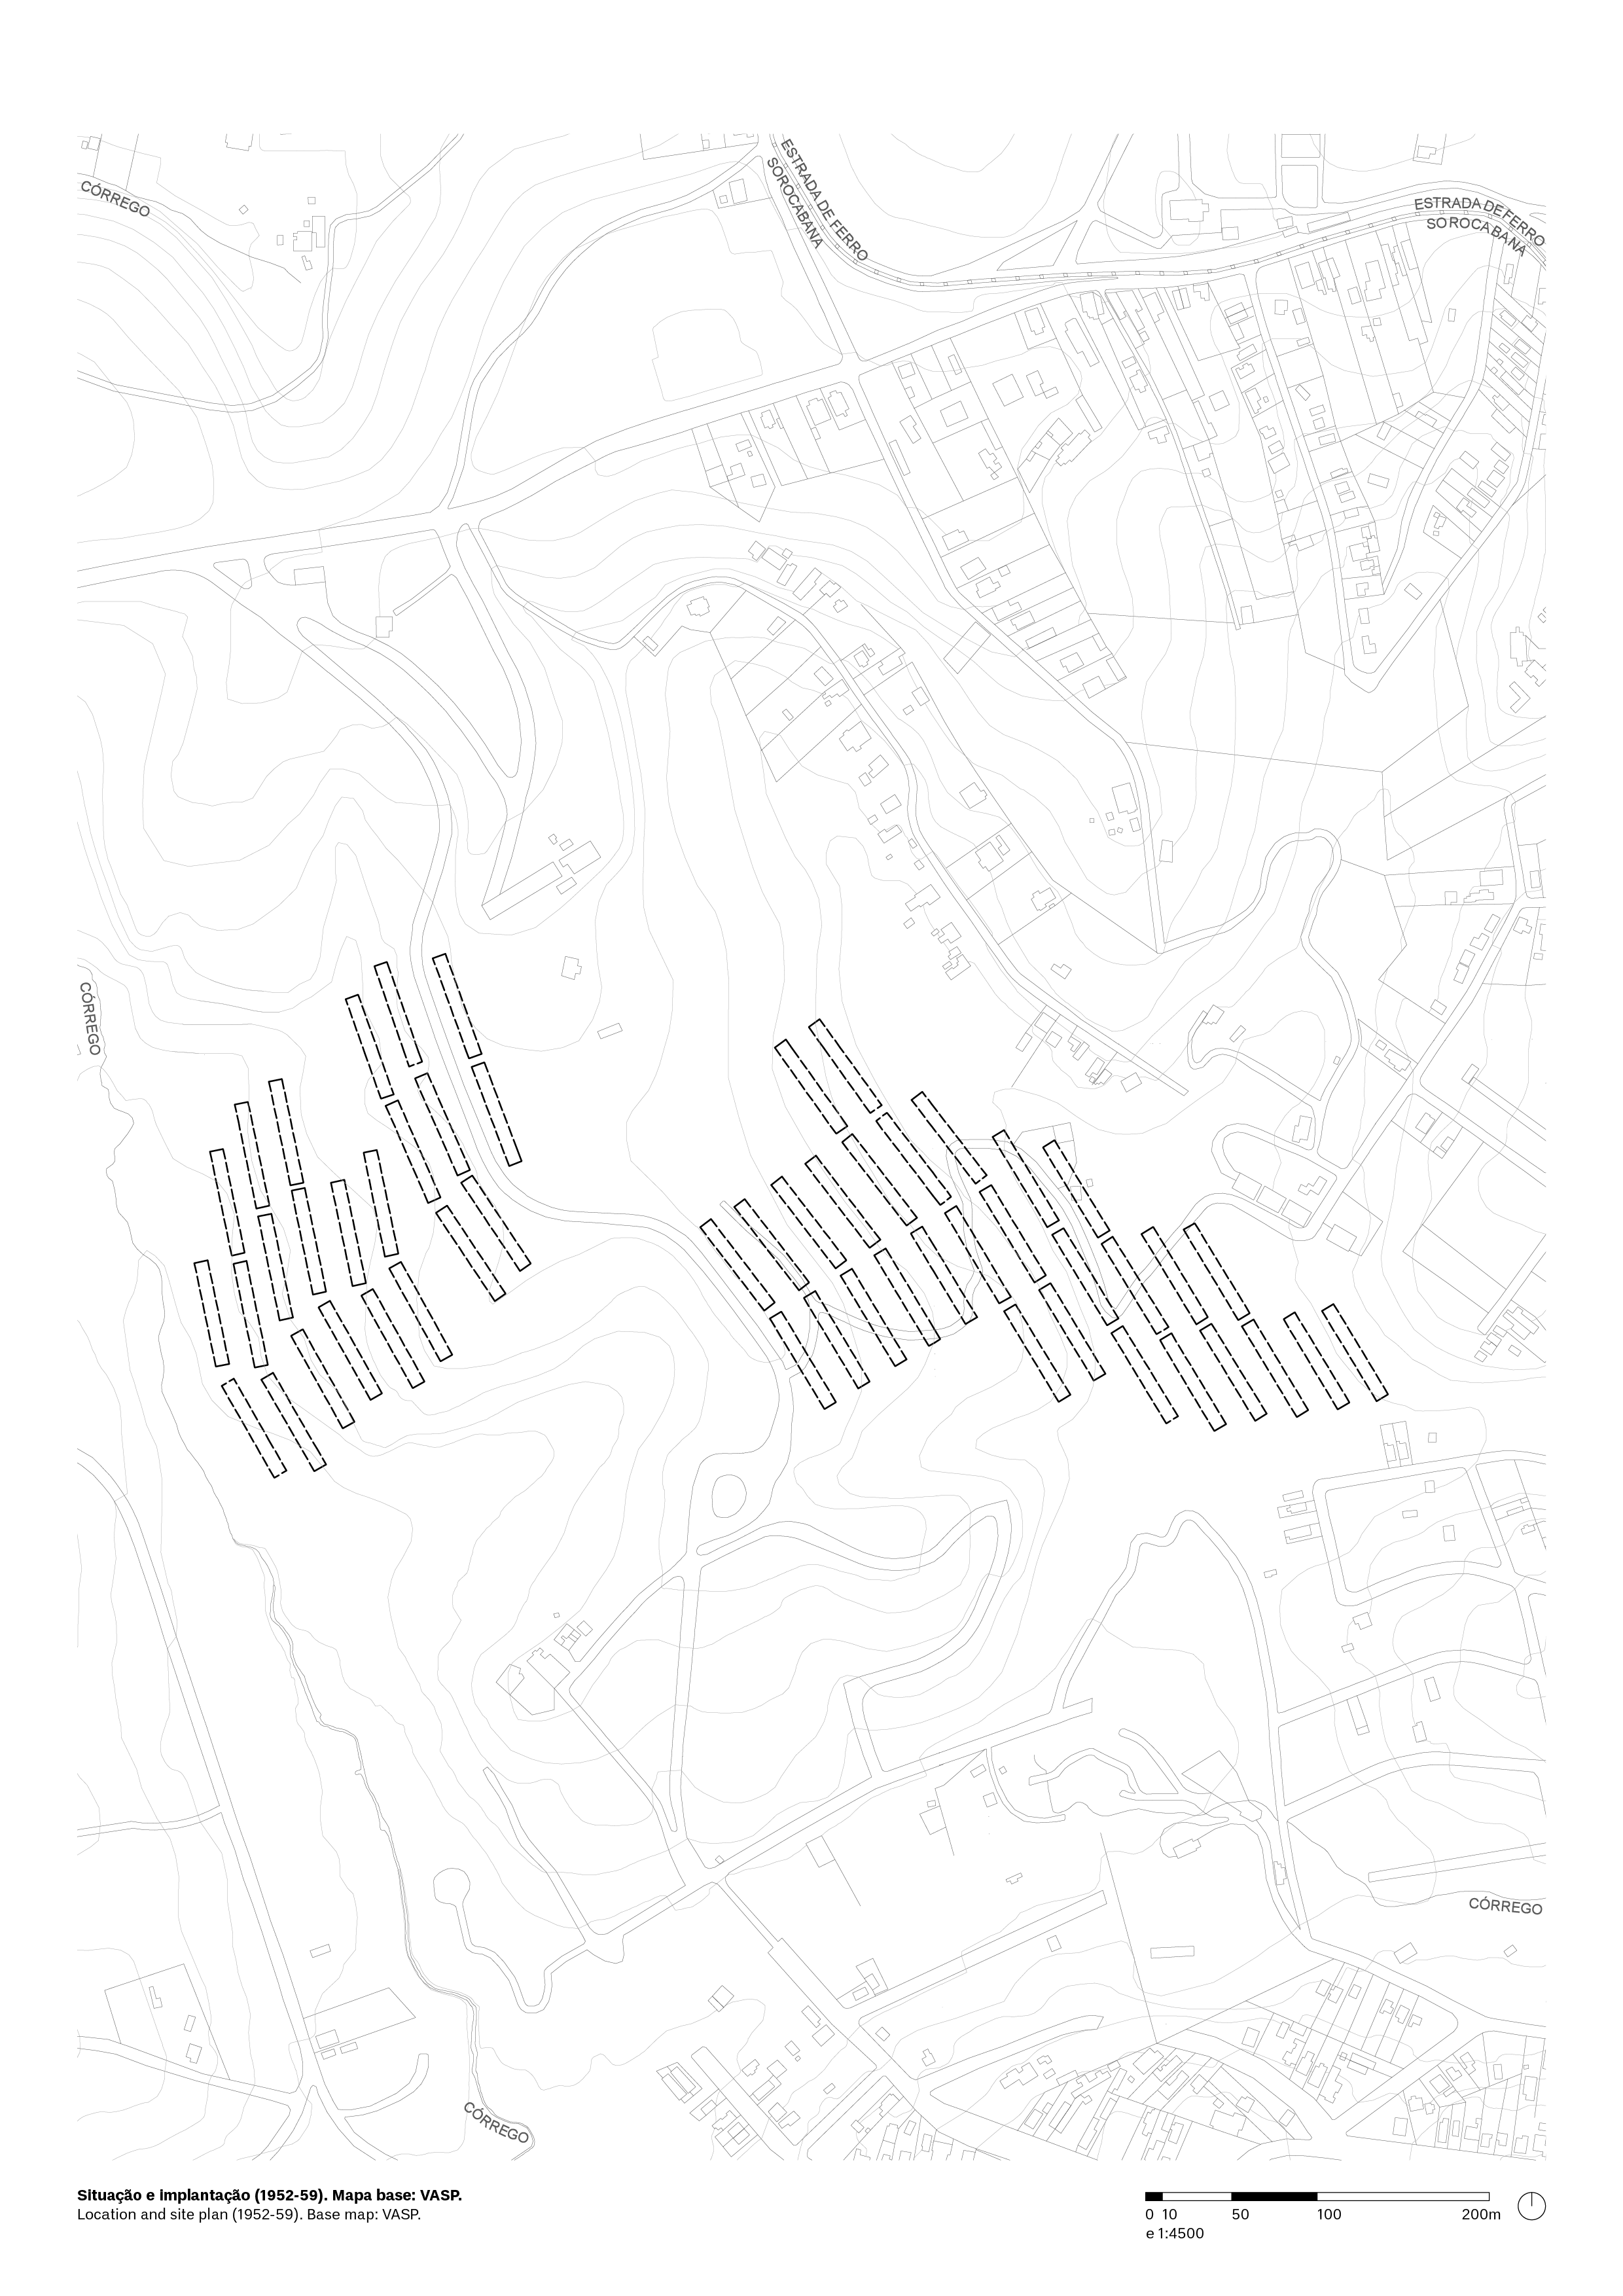 ESTRADA DE FERRO
SOROCABANA
CÓRREGO
ESTRADA DE FERRO
SOROCABANA
CÓRREGO
CÓRREGO
CÓRREGO
Situação e implantação (1952-59). Mapa base: VASP.
Location and site plan (1952-59). Base map: VASP.
0 10 50 100 200m
e 1:4500